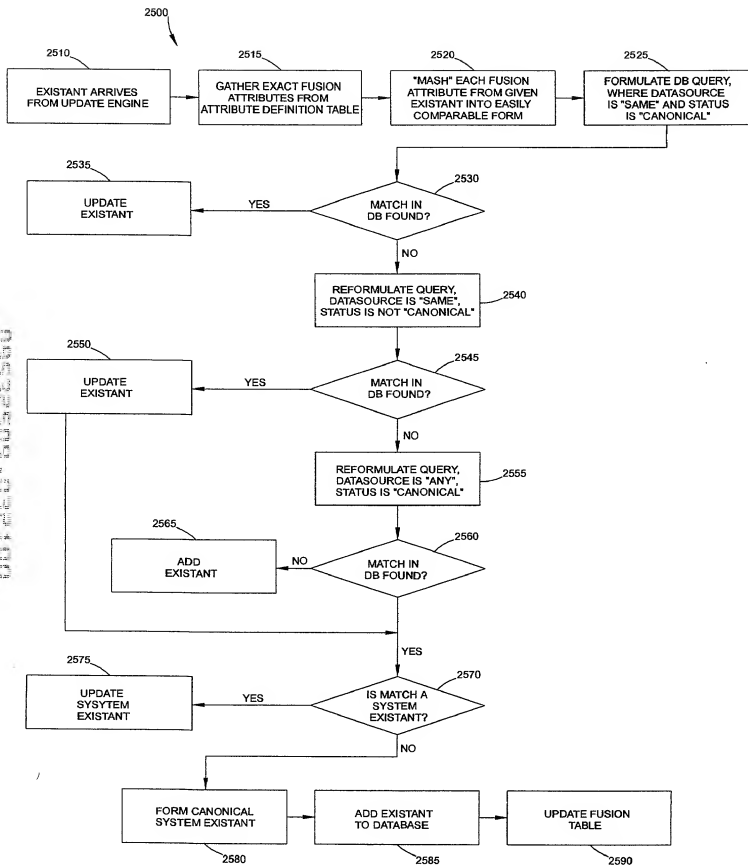 2500
2510
2515
2520
2525
EXISTANT ARRIVES
FROM UPDATE ENGINE
GATHER EXACT FUSION
ATTRIBUTES FROM
ATTRIBUTE DEFINITION TABLE
"MASH" EACH FUSION
ATTRIBUTE FROM GIVEN
EXISTANT INTO EASILY
COMPARABLE FORM
FORMULATE DB QUERY,
WHERE DATASOURCE
IS "SAME" AND STATUS
IS "CANONICAL"
2535
UPDATE
EXISTANT
YES
2530
MATCH IN
DB FOUND?
NO
REFORMULATE QUERY,
DATASOURCE IS "SAME",
STATUS IS NOT "CANONICAL"
2540
2550
UPDATE
EXISTANT
YES
2545
MATCH IN
DB FOUND?
NO
REFORMULATE QUERY,
DATASOURCE IS "ANY",
STATUS IS "CANONICAL"
2555
2565
ADD
EXISTANT
NO
2560
MATCH IN
DB FOUND?
YES
2575
UPDATE
SYSYTEM
EXISTANT
YES
2570
IS MATCH A
SYSTEM
EXISTANT?
NO
FORM CANONICAL
SYSTEM EXISTANT
2580
ADD EXISTANT
TO DATABASE
2585
UPDATE FUSION
TABLE
2590